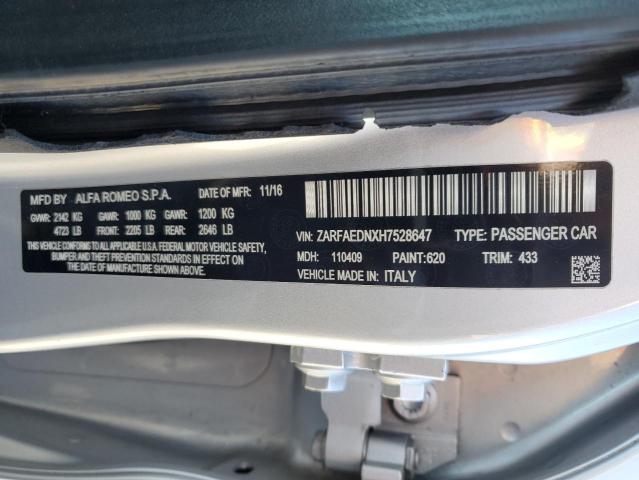 MFD BY ALFA ROMEO S.P.A. DATE OF MFR: 11/16
GVWR: 2142 KG GAWR: 1000 KG GAWR: 1200 KG
4723 LB FRONT: 2205 LB REAR: 2646 LB
THIS VEHICLE CONFORMS TO ALL APPLICABLE U.S.A. FEDERAL MOTOR VEHICLE SAFETY,
BUMPER AND THEFT PREVENTION STANDARDS IN EFFECT ON
THE DATE OF MANUFACTURE SHOWN ABOVE.
VIN: ZARFAEDNXH7528647 TYPE: PASSENGER CAR
MDH: 110409 PAINT:620 TRIM: 433
VEHICLE MADE IN: ITALY